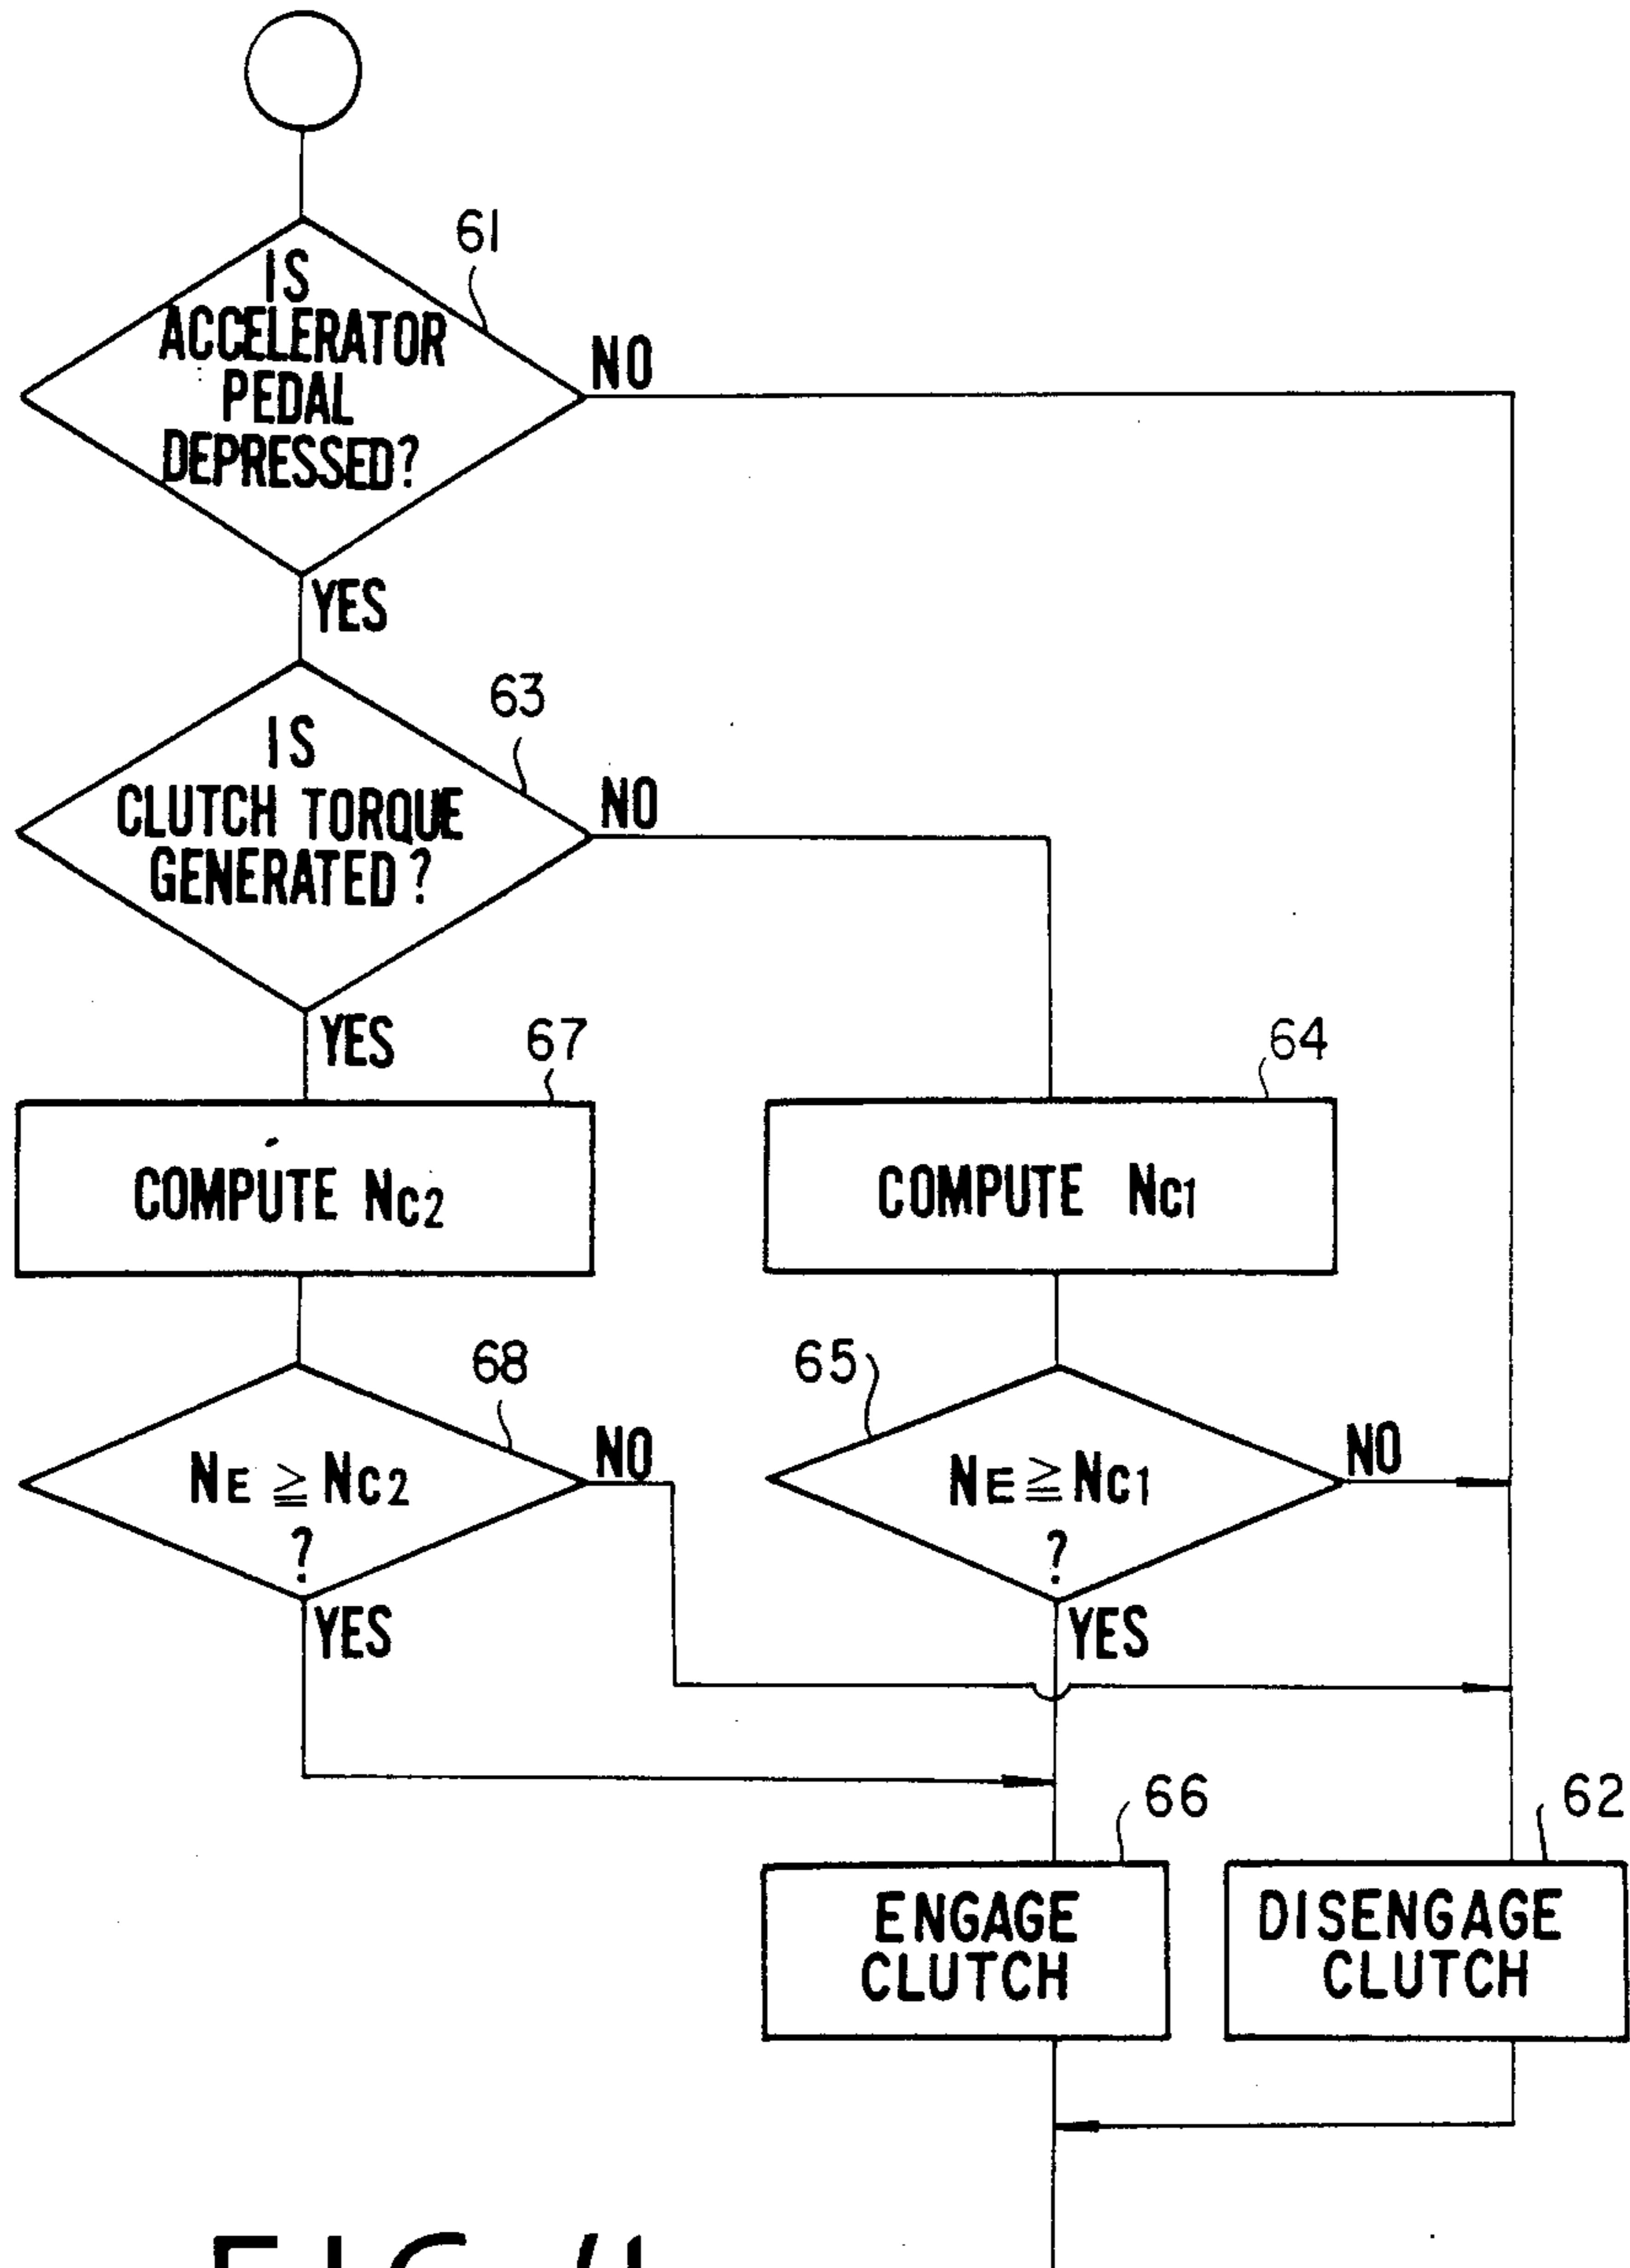 61
IS
ACCELERATOR
PEDAL
DEPRESSED?
NO
YES
63
IS
CLUTCH TORQUE
GENERATED?
NO
YES
67
COMPUTE NC2
64
COMPUTE NC1
68
NE ≧ NC2
?
NO
YES
65
NE ≧ NC1
?
NO
YES
66
ENGAGE
CLUTCH
62
DISENGAGE
CLUTCH